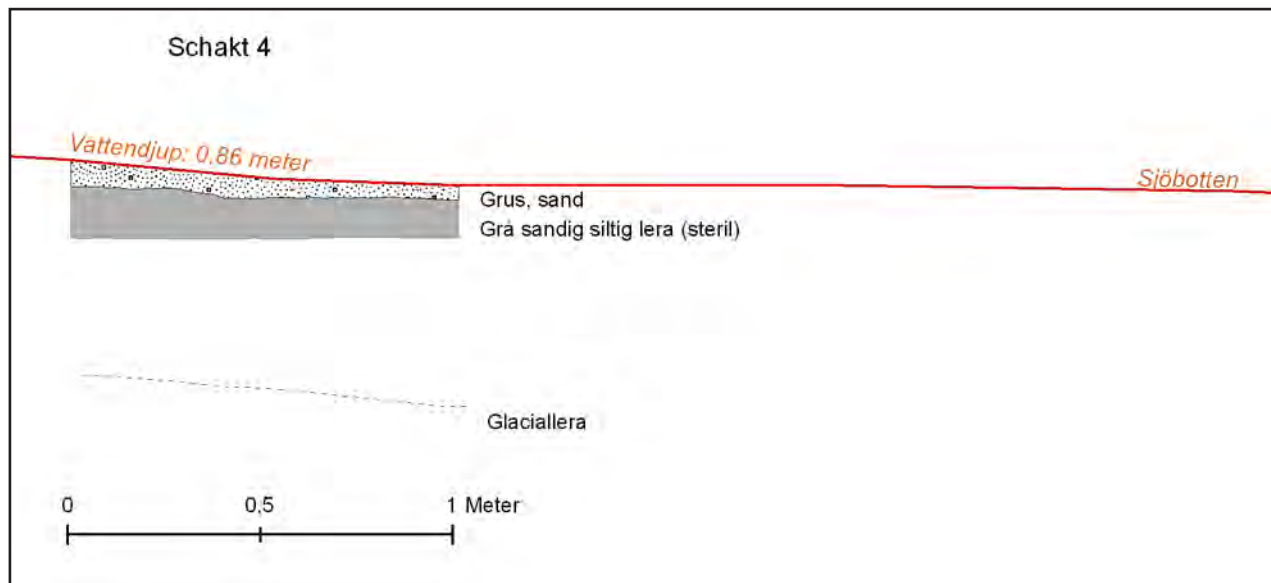 Schakt 4
Vattendjup: 0,86 meter
Sjöbotten
Grus, sand
Grå sandig siltig lera (steril)
Glaciallera
0 0,5 1 Meter